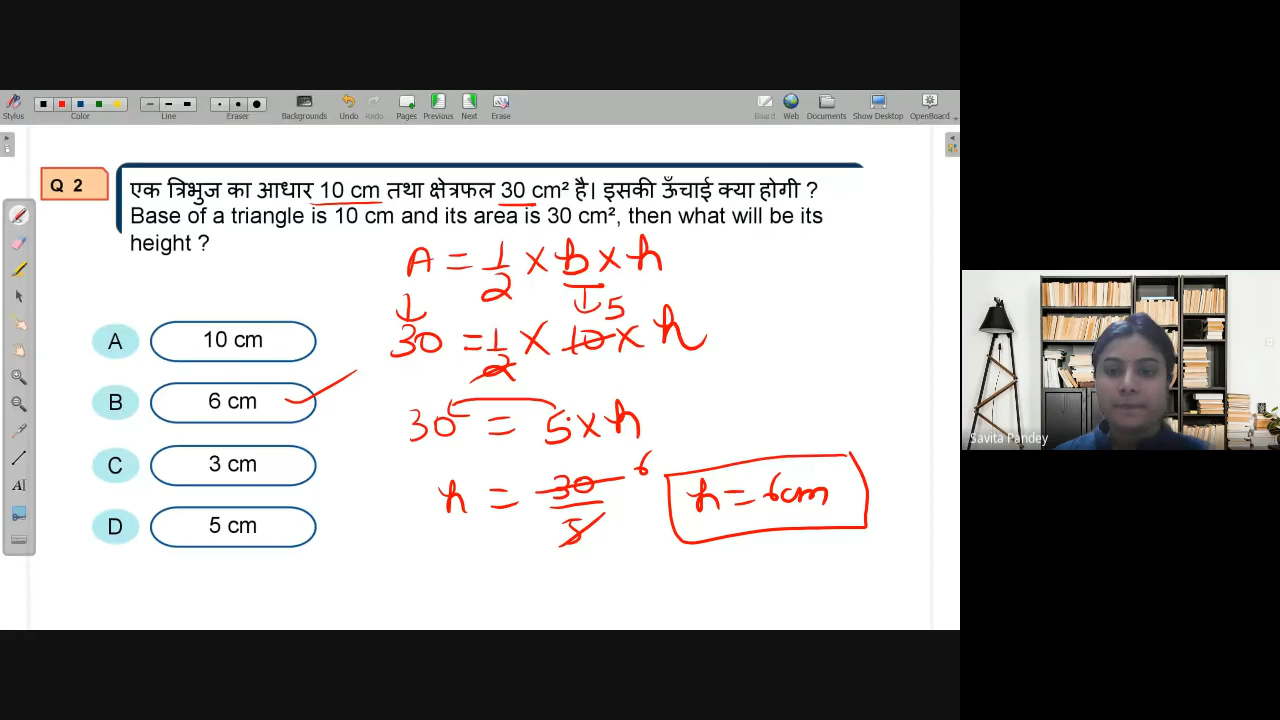 Stylus
Color
Line
Eraser
Backgrounds
Undo
Redo
Pages
Previous
Next
Erase
Board
Web
Documents
Show Desktop
OpenBoard
Q 2
एक त्रिभुज का आधार 10 cm तथा क्षेत्रफल 30 cm² है। इसकी ऊँचाई क्या होगी ?
Base of a triangle is 10 cm and its area is 30 cm², then what will be its
height ?
A = 1/2 × b × h
5
30 = 1/2 × 10 × h
30 = 5 × h
h = 30/5 6
h = 6cm
A 10 cm
B 6 cm
C 3 cm
D 5 cm
AI
Savita Pandey